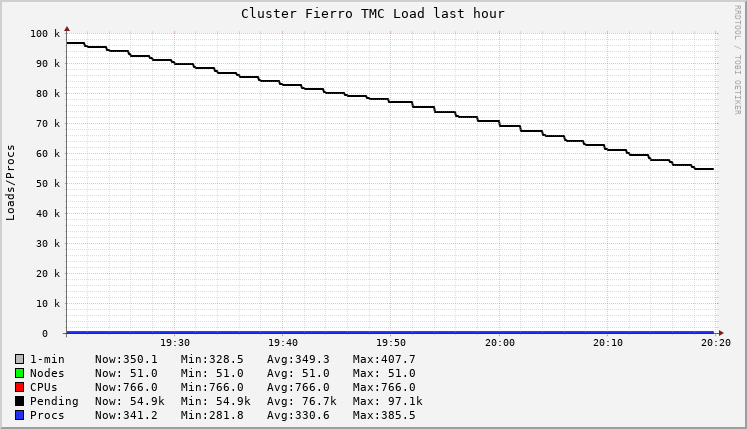 Cluster Fierro TMC Load last hour
RRDTOOL / TOBI OETIKER
Loads/Procs
100 k
90 k
80 k
70 k
60 k
50 k
40 k
30 k
20 k
10 k
0
19:30 19:40 19:50 20:00 20:10 20:20
1-min Now:350.1 Min:328.5 Avg:349.3 Max:407.7
Nodes Now: 51.0 Min: 51.0 Avg: 51.0 Max: 51.0
CPUs Now:766.0 Min:766.0 Avg:766.0 Max:766.0
Pending Now: 54.9k Min: 54.9k Avg: 76.7k Max: 97.1k
Procs Now:341.2 Min:281.8 Avg:330.6 Max:385.5